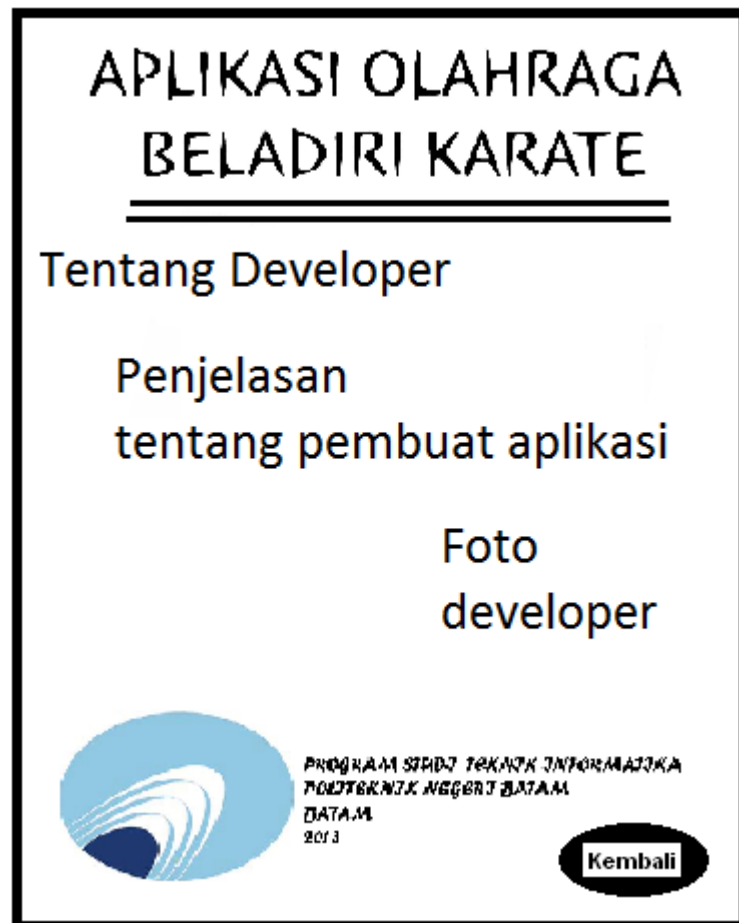 APLIKASI OLAHRAGA
BELADIRI KARATE
Tentang Developer
Penjelasan
tentang pembuat aplikasi
Foto
developer
PROGRAM STUDI TEKNIK INFORMATIKA
POLITEKNIK NEGERI BATAM
BATAM
2013
Kembali